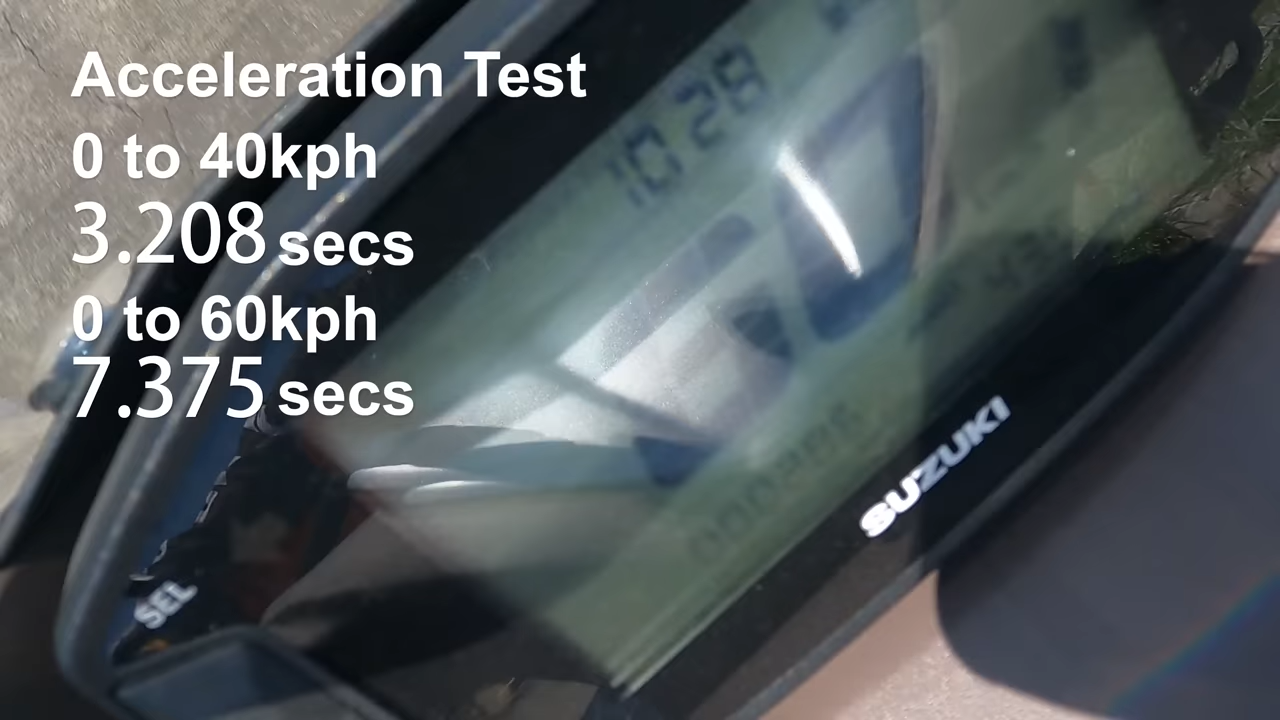 Acceleration Test
0 to 40kph
3.208 secs
0 to 60kph
7.375 secs
10:28
SUZUKI
SEL